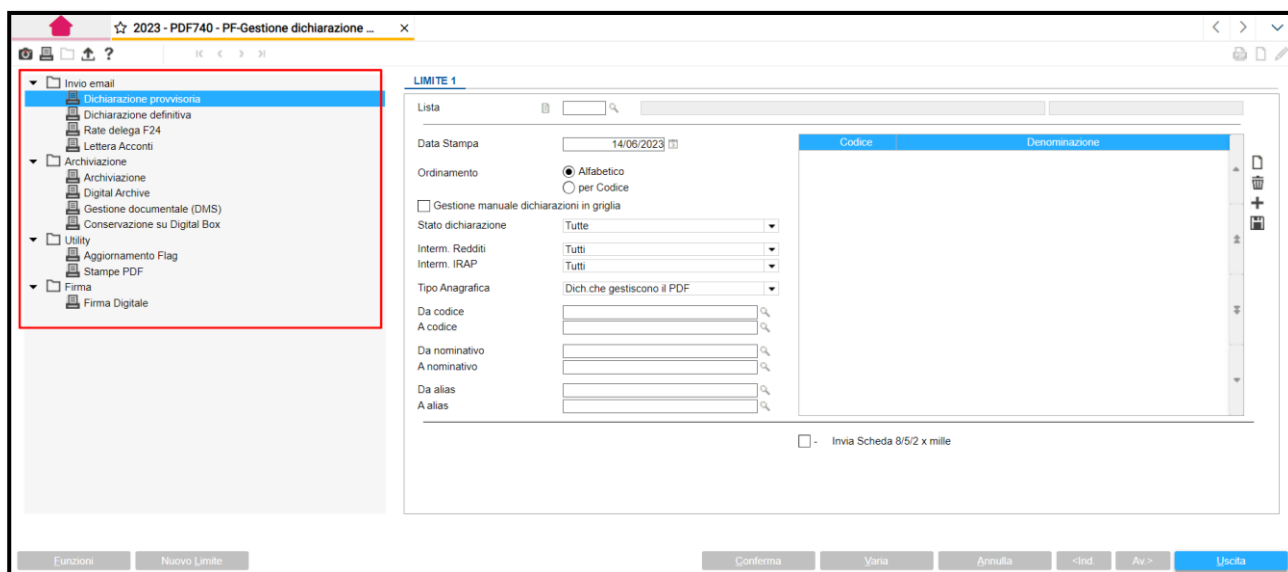 2023 - PDF740 - PF-Gestione dichiarazione ...
Invio email
Dichiarazione provvisoria
Dichiarazione definitiva
Rate delega F24
Lettera Acconti
Archiviazione
Archiviazione
Digital Archive
Gestione documentale (DMS)
Conservazione su Digital Box
Utility
Aggiornamento Flag
Stampe PDF
Firma
Firma Digitale
LIMITE 1
Lista
Data Stampa 14/06/2023
Ordinamento Alfabetico
per Codice
Gestione manuale dichiarazioni in griglia
Stato dichiarazione Tutte
Interm. Redditi Tutti
Interm. IRAP Tutti
Tipo Anagrafica Dich.che gestiscono il PDF
Da codice
A codice
Da nominativo
A nominativo
Da alias
A alias
Codice Denominazione
- Invia Scheda 8/5/2 x mille
Funzioni Nuovo Limite Conferma Varia Annulla <Ind. Av.> Uscita